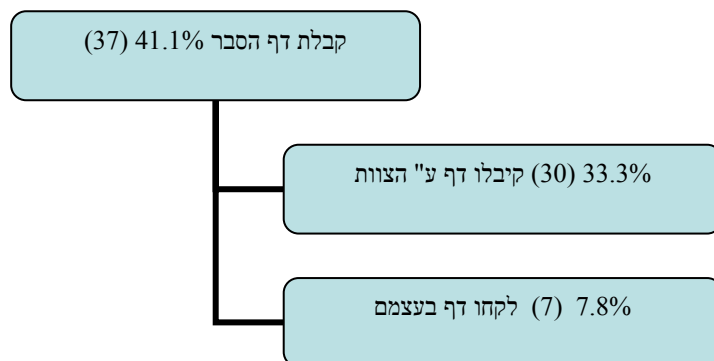 קבלת דף הסבר 41.1% (37)
33.3% (30) קיבלו דף ע" הצוות
7.8% (7) לקחו דף בעצמם